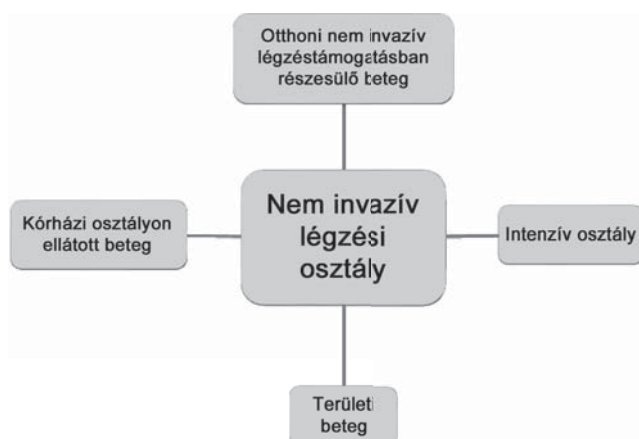 Otthoni nem invazív
légzéstámogatásban
részesülő beteg
Kórházi osztályon
ellátott beteg
Nem invazív
légzési
osztály
Intenzív osztály
Területi
beteg